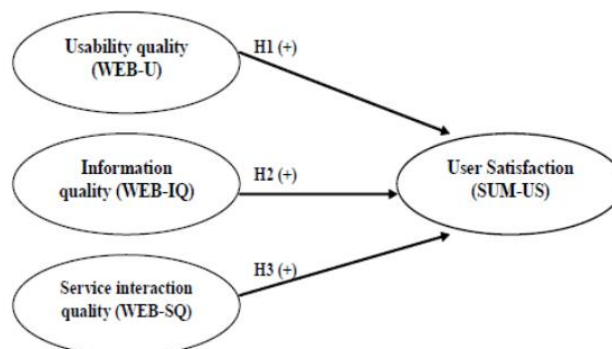 Usability quality
(WEB-U)
H1 (+)
Information
quality (WEB-IQ)
H2 (+)
User Satisfaction
(SUM-US)
Service interaction
quality (WEB-SQ)
H3 (+)